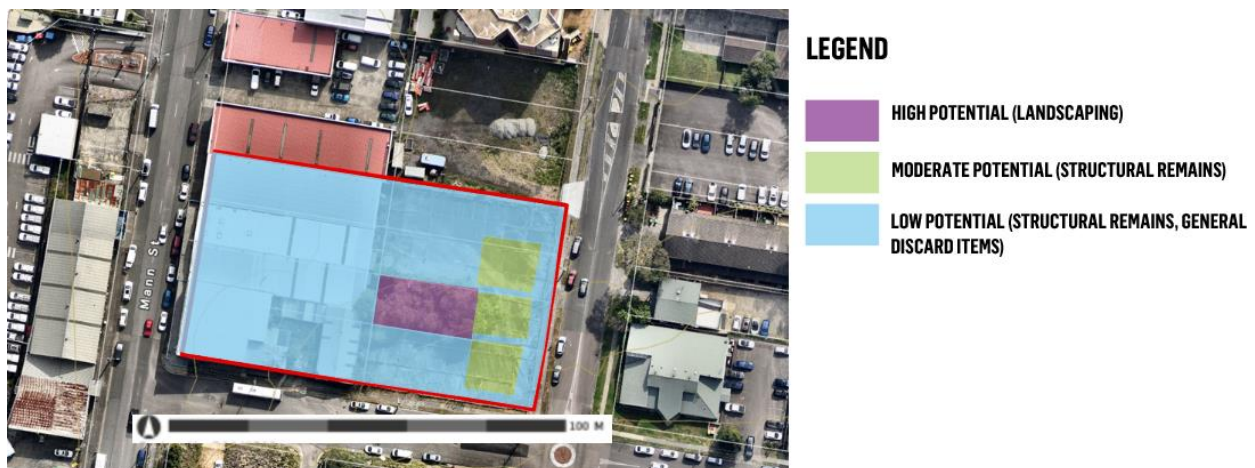 LEGEND
HIGH POTENTIAL (LANDSCAPING)
MODERATE POTENTIAL (STRUCTURAL REMAINS)
LOW POTENTIAL (STRUCTURAL REMAINS, GENERAL
DISCARD ITEMS)
Mann St
100 M